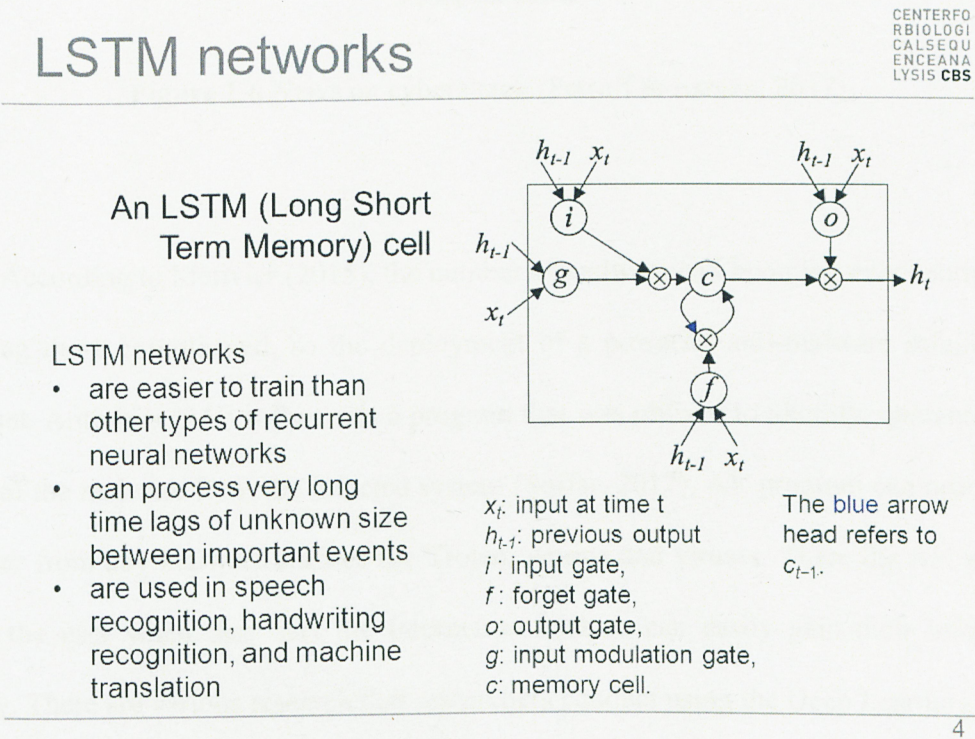 LSTM networks
CENTERFO
RBIOLOGI
CALSEQU
ENCEANA
LYSIS CBS
An LSTM (Long Short
Term Memory) cell
h_{t-1} x_t
h_{t-1} x_t
i
o
h_{t-1}
g
c
h_t
x_t
f
h_{t-1} x_t
LSTM networks
• are easier to train than
other types of recurrent
neural networks
• can process very long
time lags of unknown size
between important events
• are used in speech
recognition, handwriting
recognition, and machine
translation
x_t: input at time t
h_{t-1}: previous output
i : input gate,
f : forget gate,
o: output gate,
g: input modulation gate,
c: memory cell.
The blue arrow
head refers to
c_{t-1}.
4